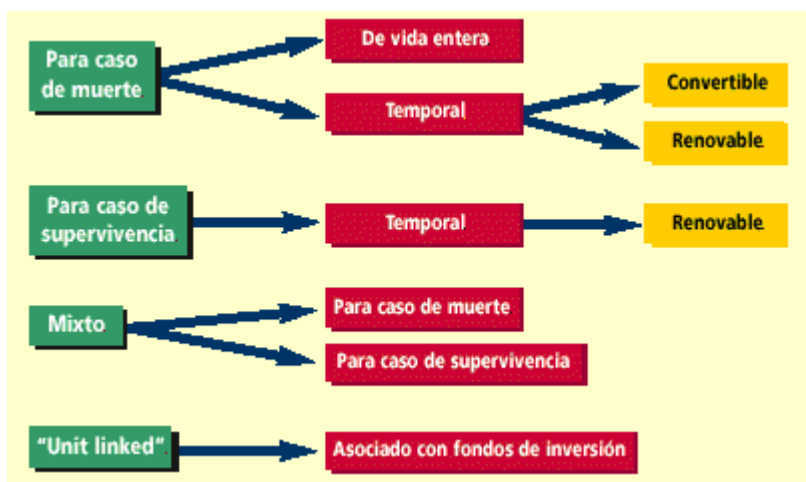 Para caso
de muerte
De vida entera
Temporal
Convertible
Renovable
Para caso de
supervivencia
Temporal
Renovable
Mixto
Para caso de muerte
Para caso de supervivencia
“Unit linked”
Asociado con fondos de inversión